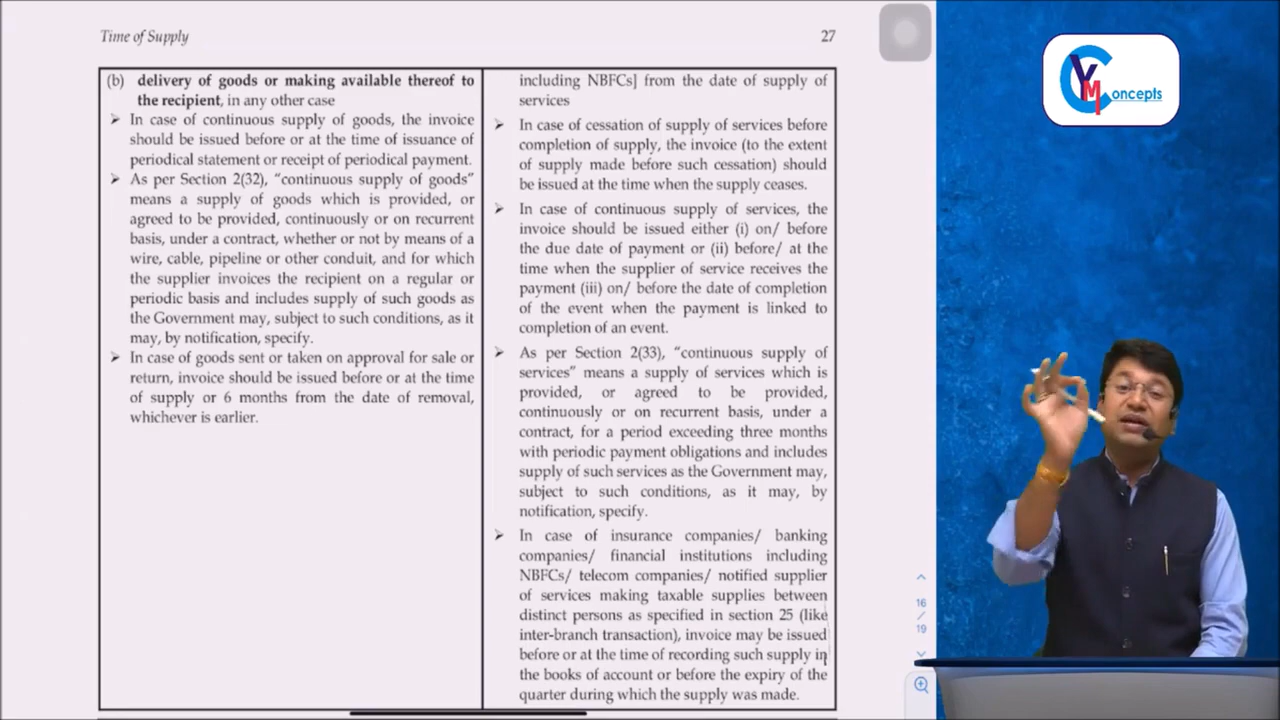 Time of Supply
27
(b) delivery of goods or making available thereof to
the recipient, in any other case
➢ In case of continuous supply of goods, the invoice
should be issued before or at the time of issuance of
periodical statement or receipt of periodical payment.
➢ As per Section 2(32), “continuous supply of goods”
means a supply of goods which is provided, or
agreed to be provided, continuously or on recurrent
basis, under a contract, whether or not by means of a
wire, cable, pipeline or other conduit, and for which
the supplier invoices the recipient on a regular or
periodic basis and includes supply of such goods as
the Government may, subject to such conditions, as it
may, by notification, specify.
➢ In case of goods sent or taken on approval for sale or
return, invoice should be issued before or at the time
of supply or 6 months from the date of removal,
whichever is earlier.
including NBFCs] from the date of supply of
services
➢ In case of cessation of supply of services before
completion of supply, the invoice (to the extent
of supply made before such cessation) should
be issued at the time when the supply ceases.
➢ In case of continuous supply of services, the
invoice should be issued either (i) on/ before
the due date of payment or (ii) before/ at the
time when the supplier of service receives the
payment (iii) on/ before the date of completion
of the event when the payment is linked to
completion of an event.
➢ As per Section 2(33), “continuous supply of
services” means a supply of services which is
provided, or agreed to be provided,
continuously or on recurrent basis, under a
contract, for a period exceeding three months
with periodic payment obligations and includes
supply of such services as the Government may,
subject to such conditions, as it may, by
notification, specify.
➢ In case of insurance companies/ banking
companies/ financial institutions including
NBFCs/ telecom companies/ notified supplier
of services making taxable supplies between
distinct persons as specified in section 25 (like
inter-branch transaction), invoice may be issued
before or at the time of recording such supply in
the books of account or before the expiry of the
quarter during which the supply was made.
16
/
19
CYM
oncepts